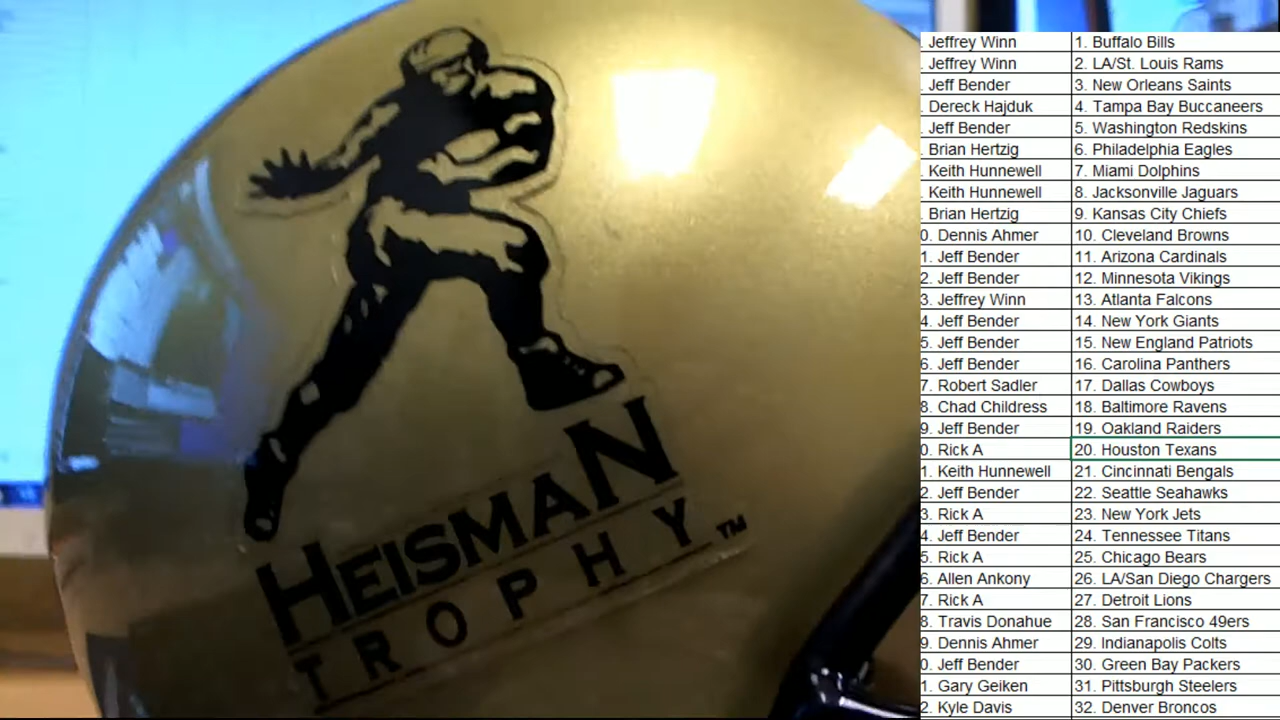 HEISMAN
TROPHY™
. Jeffrey Winn 1. Buffalo Bills
. Jeffrey Winn 2. LA/St. Louis Rams
. Jeff Bender 3. New Orleans Saints
. Dereck Hajduk 4. Tampa Bay Buccaneers
. Jeff Bender 5. Washington Redskins
. Brian Hertzig 6. Philadelphia Eagles
. Keith Hunnewell 7. Miami Dolphins
. Keith Hunnewell 8. Jacksonville Jaguars
. Brian Hertzig 9. Kansas City Chiefs
0. Dennis Ahmer 10. Cleveland Browns
1. Jeff Bender 11. Arizona Cardinals
2. Jeff Bender 12. Minnesota Vikings
3. Jeffrey Winn 13. Atlanta Falcons
4. Jeff Bender 14. New York Giants
5. Jeff Bender 15. New England Patriots
6. Jeff Bender 16. Carolina Panthers
7. Robert Sadler 17. Dallas Cowboys
8. Chad Childress 18. Baltimore Ravens
9. Jeff Bender 19. Oakland Raiders
0. Rick A 20. Houston Texans
1. Keith Hunnewell 21. Cincinnati Bengals
2. Jeff Bender 22. Seattle Seahawks
3. Rick A 23. New York Jets
4. Jeff Bender 24. Tennessee Titans
5. Rick A 25. Chicago Bears
6. Allen Ankony 26. LA/San Diego Chargers
7. Rick A 27. Detroit Lions
8. Travis Donahue 28. San Francisco 49ers
9. Dennis Ahmer 29. Indianapolis Colts
0. Jeff Bender 30. Green Bay Packers
1. Gary Geiken 31. Pittsburgh Steelers
2. Kyle Davis 32. Denver Broncos